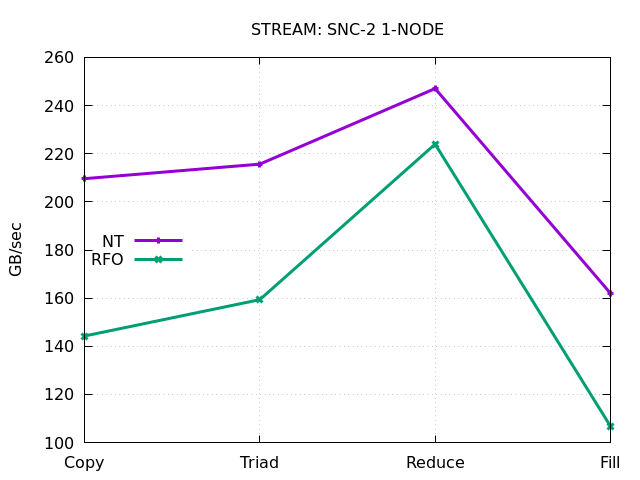 STREAM: SNC-2 1-NODE
260
240
220
200
180
160
140
120
100
GB/sec
NT
RFO
Copy Triad Reduce Fill